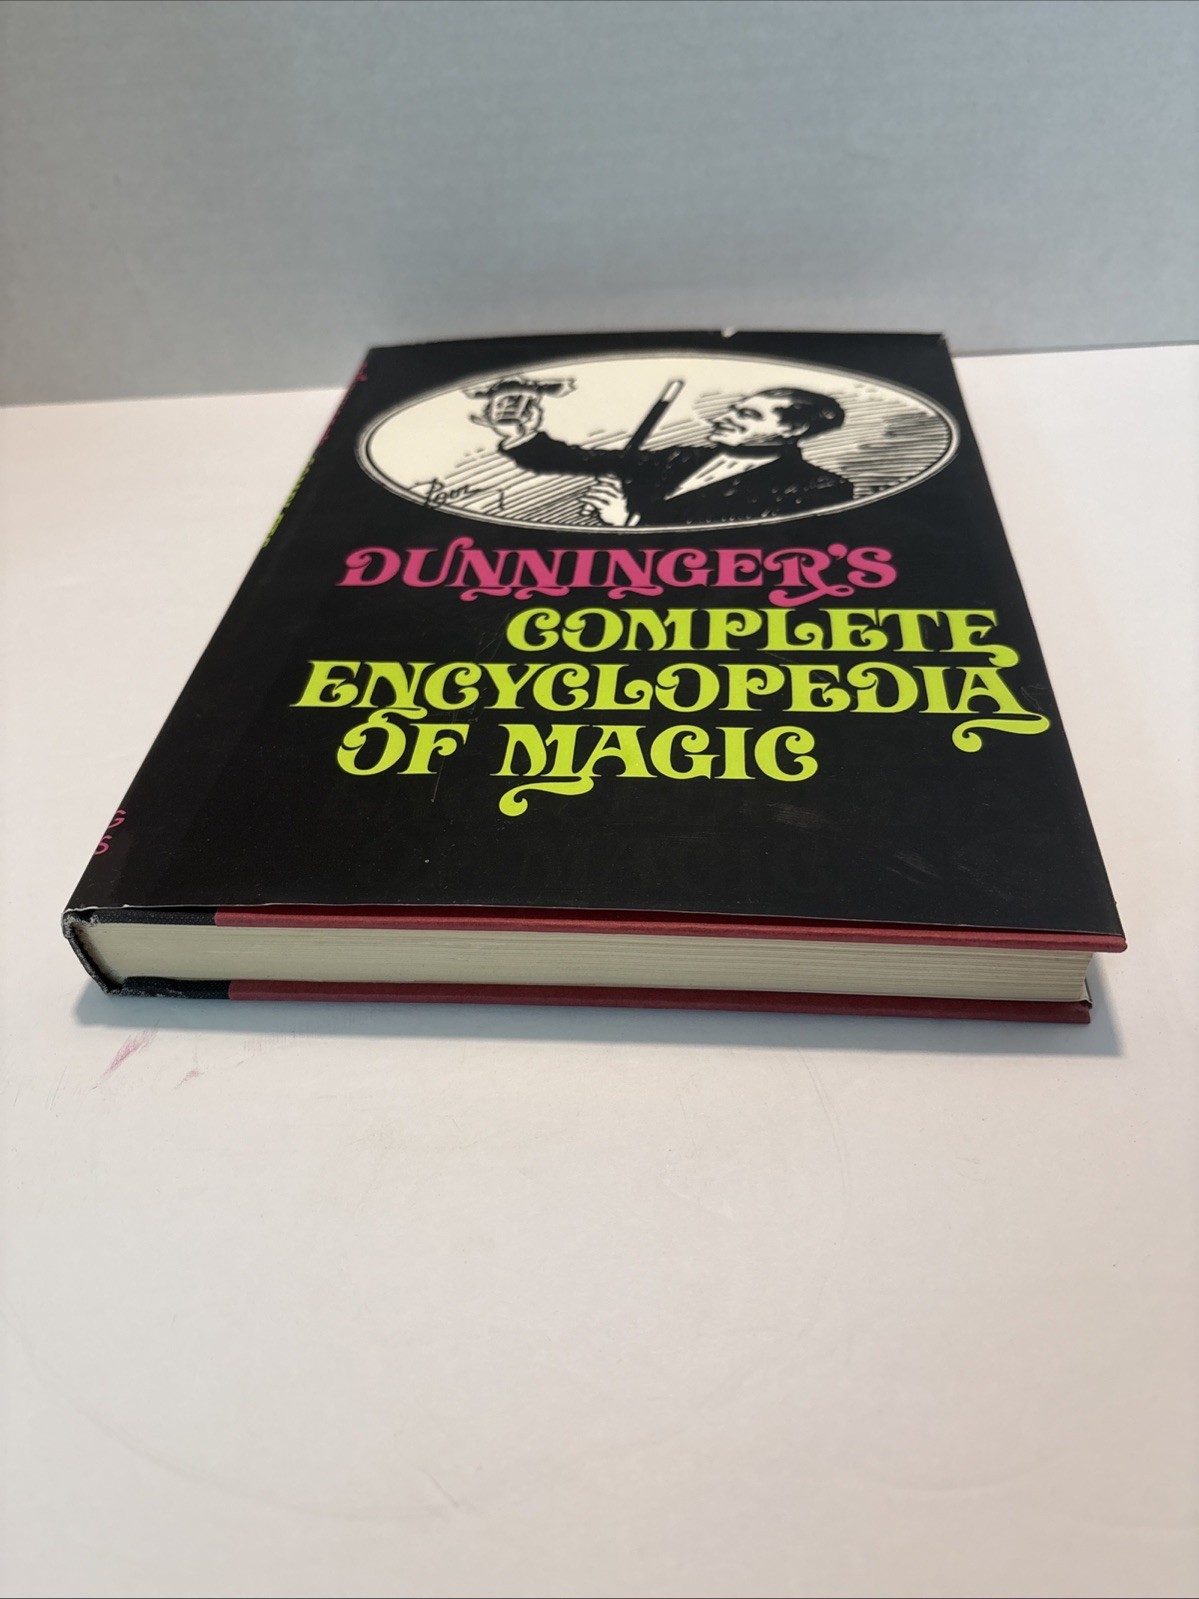 DUNNINGER'S
COMPLETE
ENCYCLOPEDIA
OF MAGIC
G
S